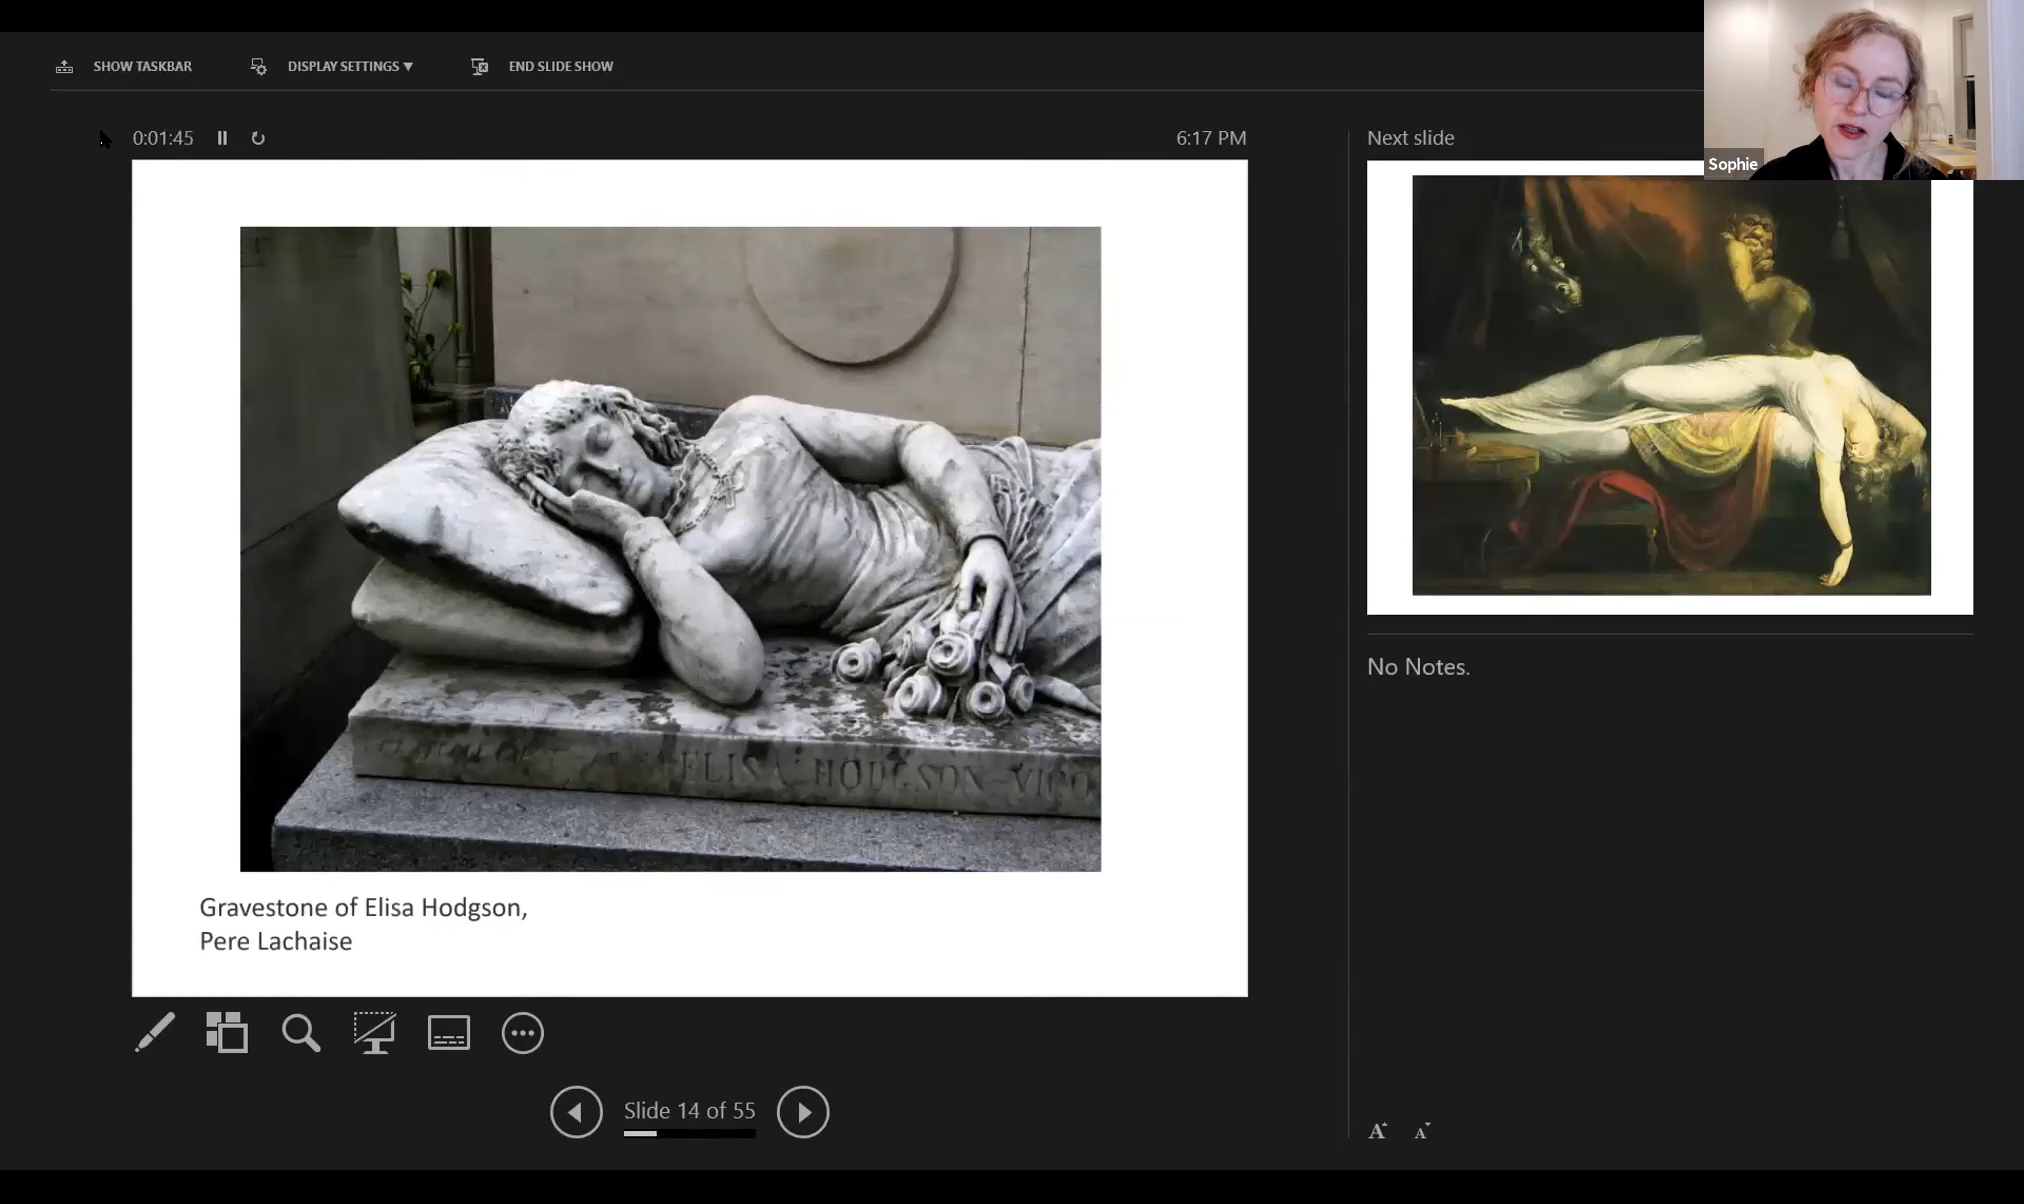 SHOW TASKBAR
DISPLAY SETTINGS ▼
END SLIDE SHOW
0:01:45
6:17 PM
Next slide
Sophie
ELISA HODGSON-VICO
Gravestone of Elisa Hodgson,
Pere Lachaise
No Notes.
Slide 14 of 55
A A